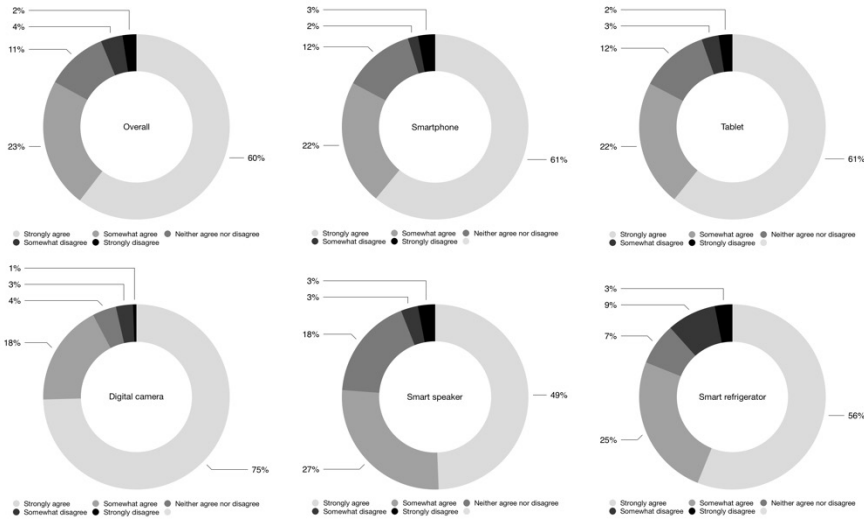 2%
4%
11%
23%
Overall
60%
Strongly agree Somewhat agree Neither agree nor disagree
Somewhat disagree Strongly disagree
3%
2%
12%
22%
Smartphone
61%
Strongly agree Somewhat agree Neither agree nor disagree
Somewhat disagree Strongly disagree
2%
3%
12%
22%
Tablet
61%
Strongly agree Somewhat agree Neither agree nor disagree
Somewhat disagree Strongly disagree
1%
3%
4%
18%
Digital camera
75%
Strongly agree Somewhat agree Neither agree nor disagree
Somewhat disagree Strongly disagree
3%
3%
18%
Smart speaker
49%
27%
Strongly agree Somewhat agree Neither agree nor disagree
Somewhat disagree Strongly disagree
3%
9%
7%
Smart refrigerator
56%
25%
Strongly agree Somewhat agree Neither agree nor disagree
Somewhat disagree Strongly disagree